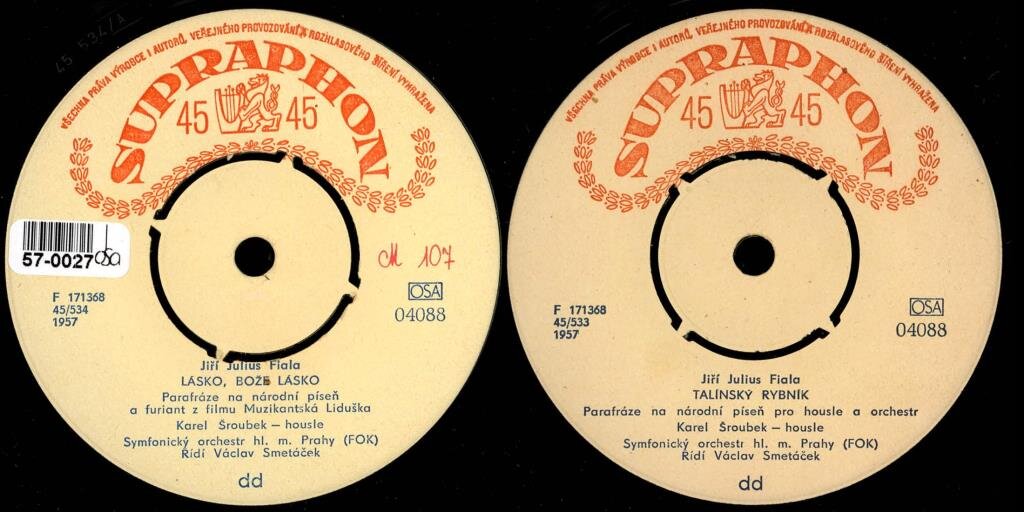 45 534/A
VŠECHNA PRÁVA VÝROBCE I AUTORŮ, VEŘEJNÉHO PROVOZOVÁNÍ A ROZHLASOVÉHO ŠÍŘENÍ VYHRAŽENA
SUPRAPHON
45 45
57-0027 osa
M 107
F 171368
45/534
1957
OSA
04088
Jiří Julius Fiala
LÁSKO, BOŽE LÁSKO
Parafráze na národní píseň
a furiant z filmu Muzikantská Liduška
Karel Šroubek – housle
Symfonický orchestr hl. m. Prahy (FOK)
Řídí Václav Smetáček
dd
VŠECHNA PRÁVA VÝROBCE I AUTORŮ, VEŘEJNÉHO PROVOZOVÁNÍ A ROZHLASOVÉHO ŠÍŘENÍ VYHRAŽENA
SUPRAPHON
45 45
F 171368
45/533
1957
OSA
04088
Jiří Julius Fiala
TALÍNSKÝ RYBNÍK
Parafráze na národní píseň pro housle a orchestr
Karel Šroubek – housle
Symfonický orchestr hl. m. Prahy (FOK)
Řídí Václav Smetáček
dd